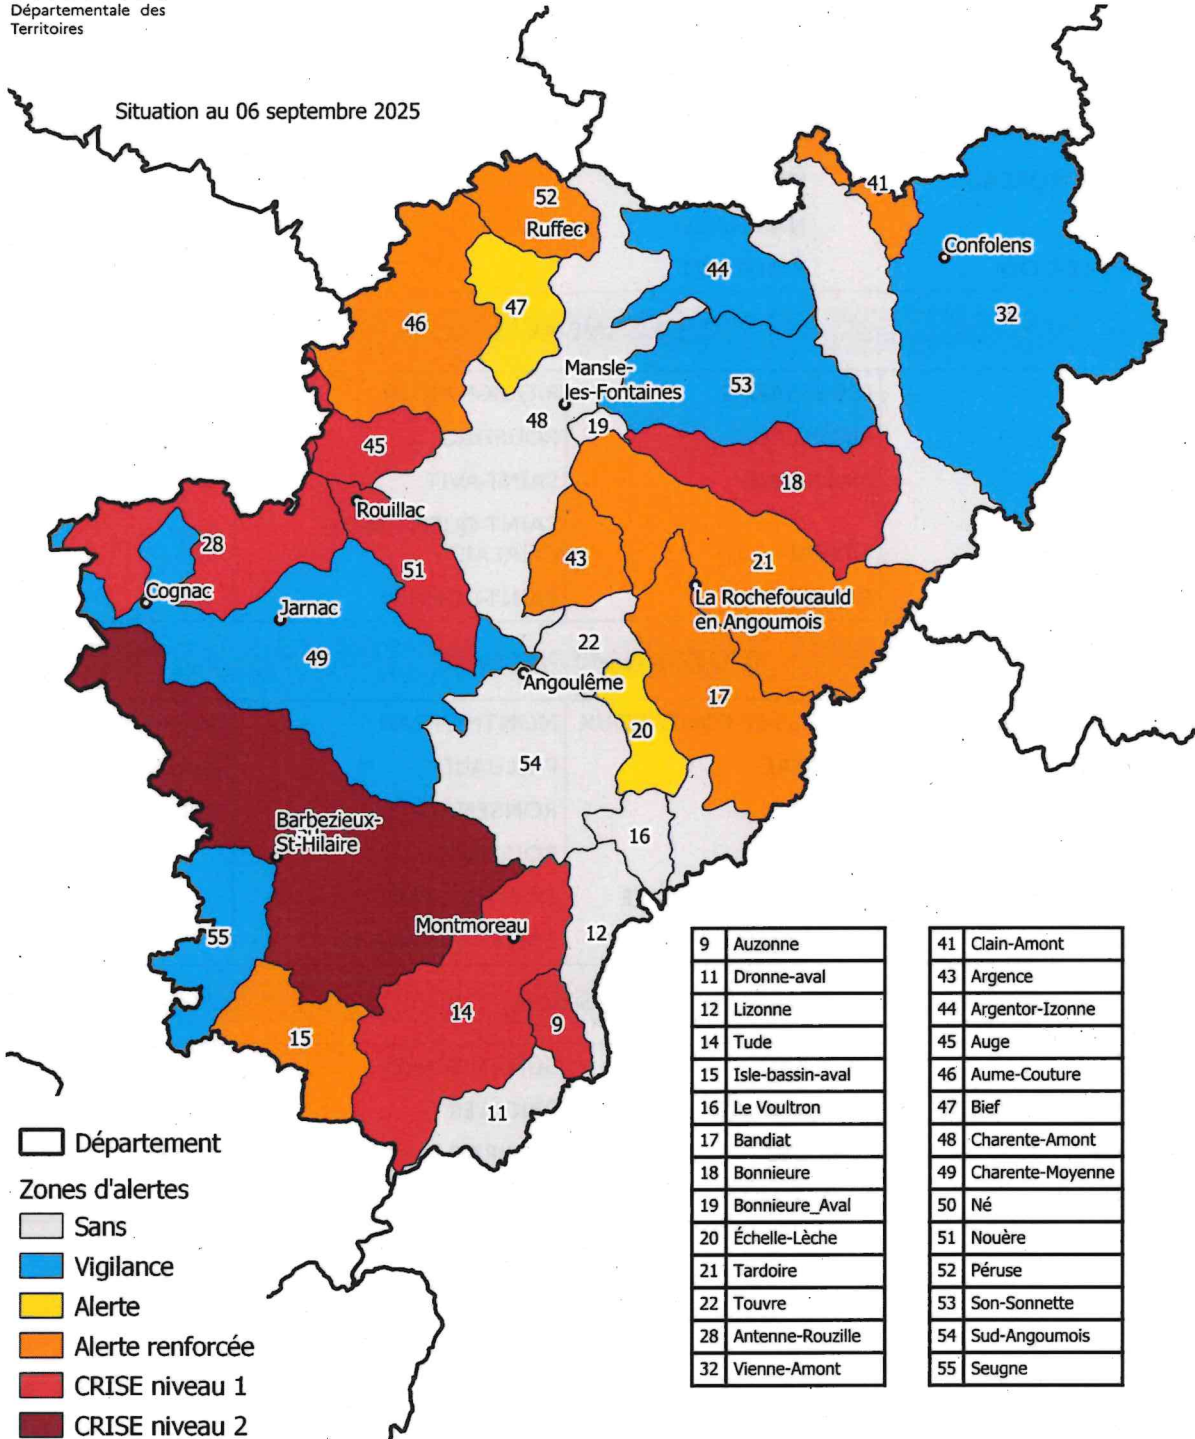 Départementale des
Territoires
Situation au 06 septembre 2025
52
Ruffec
41
Confolens
44
47
32
46
Mansle-
les-Fontaines
53
48
19
45
18
Rouillac
28
43
21
51
Cognac
La Rochefoucauld
en Angoumois
Jarnac
22
49
Angoulême
17
20
54
Barbezieux-
St-Hilaire
16
Montmoreau
12
55
14
9
15
11
9 Auzonne
11 Dronne-aval
12 Lizonne
14 Tude
15 Isle-bassin-aval
16 Le Voultron
17 Bandiat
18 Bonnieure
19 Bonnieure_Aval
20 Échelle-Lèche
21 Tardoire
22 Touvre
28 Antenne-Rouzille
32 Vienne-Amont
41 Clain-Amont
43 Argence
44 Argentor-Izonne
45 Auge
46 Aume-Couture
47 Bief
48 Charente-Amont
49 Charente-Moyenne
50 Né
51 Nouère
52 Péruse
53 Son-Sonnette
54 Sud-Angoumois
55 Seugne
Département
Zones d'alertes
Sans
Vigilance
Alerte
Alerte renforcée
CRISE niveau 1
CRISE niveau 2